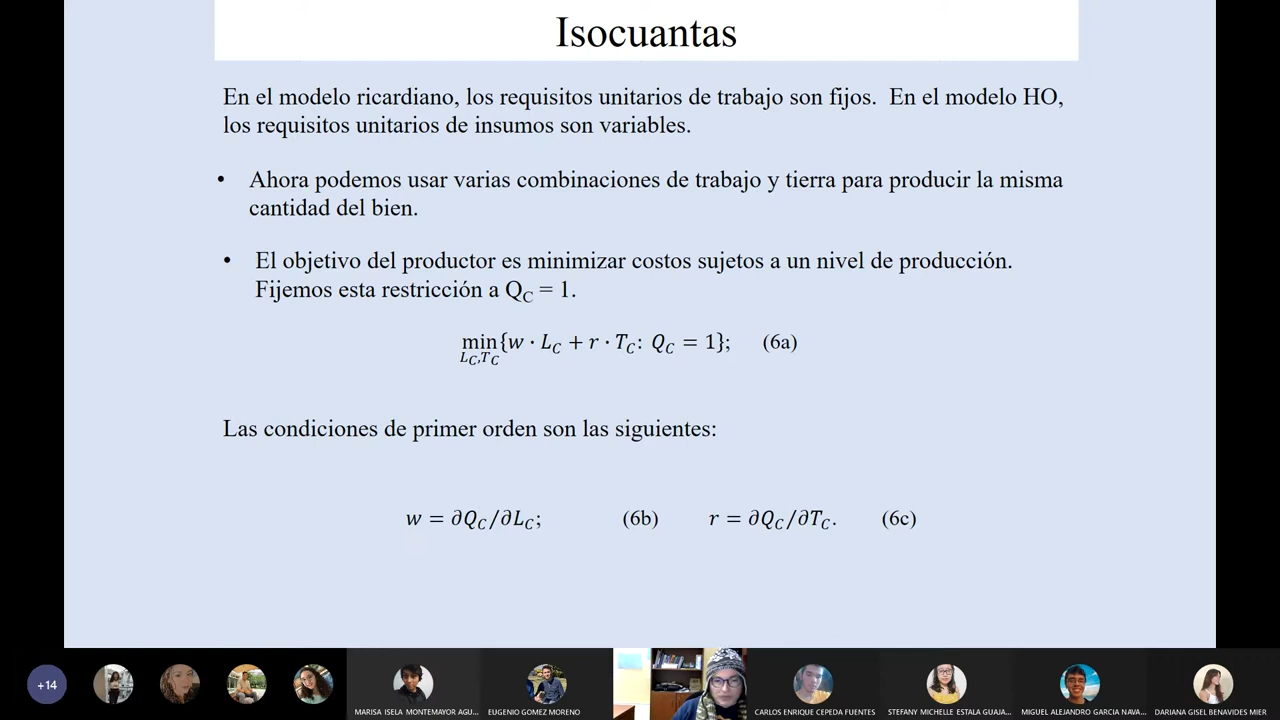 Isocuantas
En el modelo ricardiano, los requisitos unitarios de trabajo son fijos.  En el modelo HO,
los requisitos unitarios de insumos son variables.
• Ahora podemos usar varias combinaciones de trabajo y tierra para producir la misma
cantidad del bien.
• El objetivo del productor es minimizar costos sujetos a un nivel de producción.
Fijemos esta restricción a Q_C = 1.
min_{L_C,T_C}{w · L_C + r · T_C: Q_C = 1}; (6a)
Las condiciones de primer orden son las siguientes:
w = ∂Q_C/∂L_C; (6b) r = ∂Q_C/∂T_C. (6c)
+14
MARISA ISELA MONTEMAYOR AGU...
EUGENIO GOMEZ MORENO
CARLOS ENRIQUE CEPEDA FUENTES
STEFANY MICHELLE ESTALA GUAJA...
MIGUEL ALEJANDRO GARCIA NAVA...
DARIANA GISEL BENAVIDES MIER